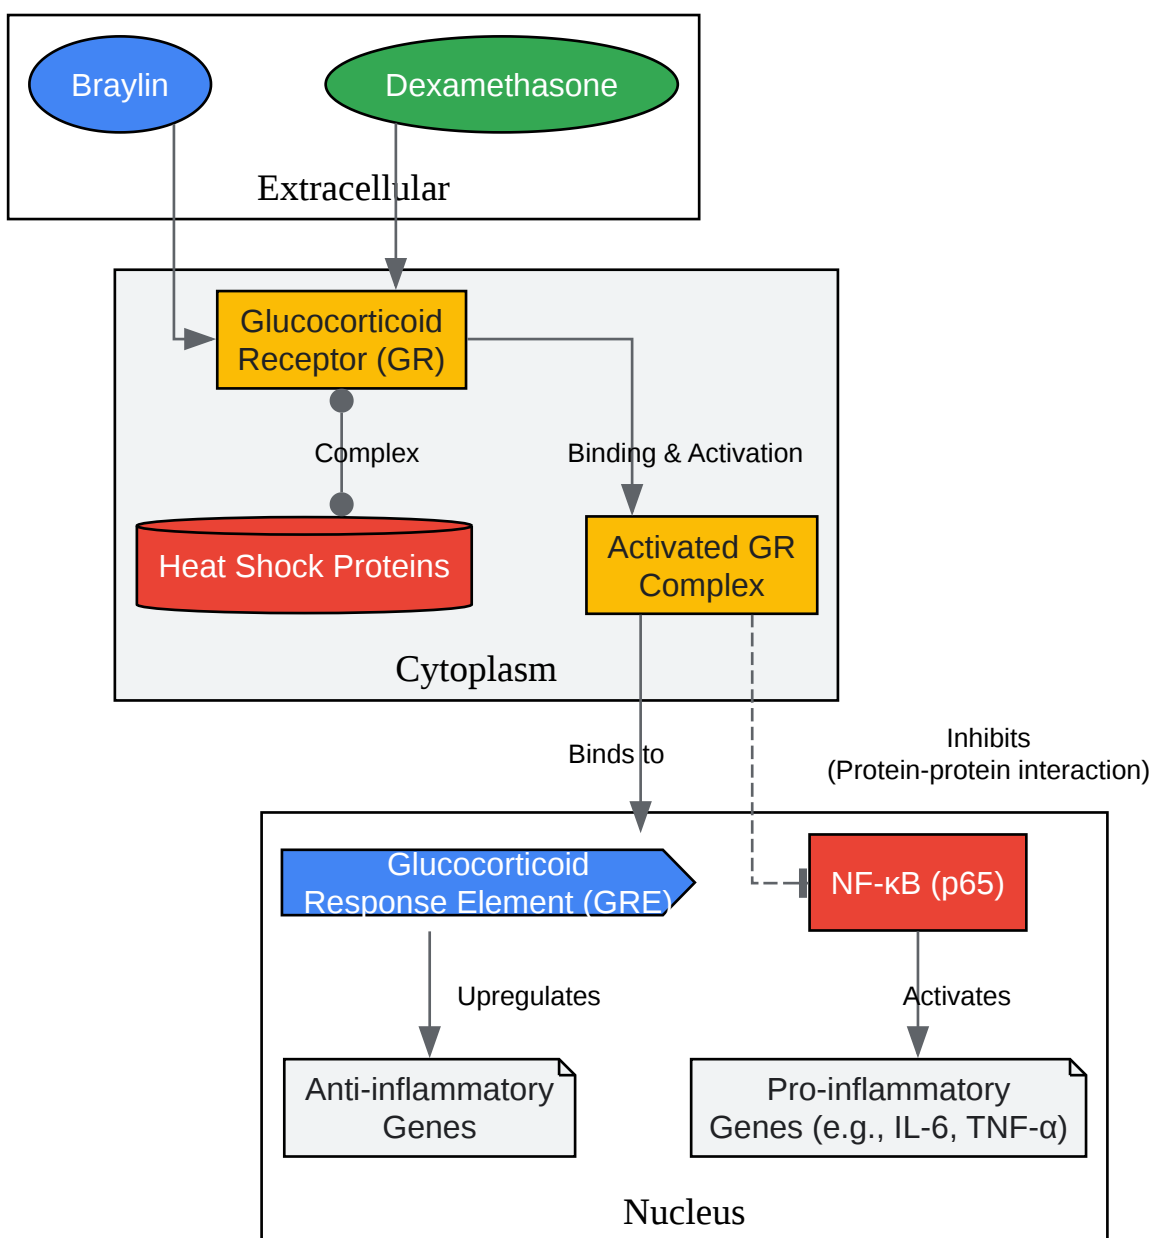 Braylin
Dexamethasone
Extracellular
Glucocorticoid
Receptor (GR)
Complex
Binding & Activation
Heat Shock Proteins
Activated GR
Complex
Cytoplasm
Binds to
Inhibits
(Protein-protein interaction)
Glucocorticoid
Response Element (GRE)
NF-κB (p65)
Upregulates
Activates
Anti-inflammatory
Genes
Pro-inflammatory
Genes (e.g., IL-6, TNF-α)
Nucleus